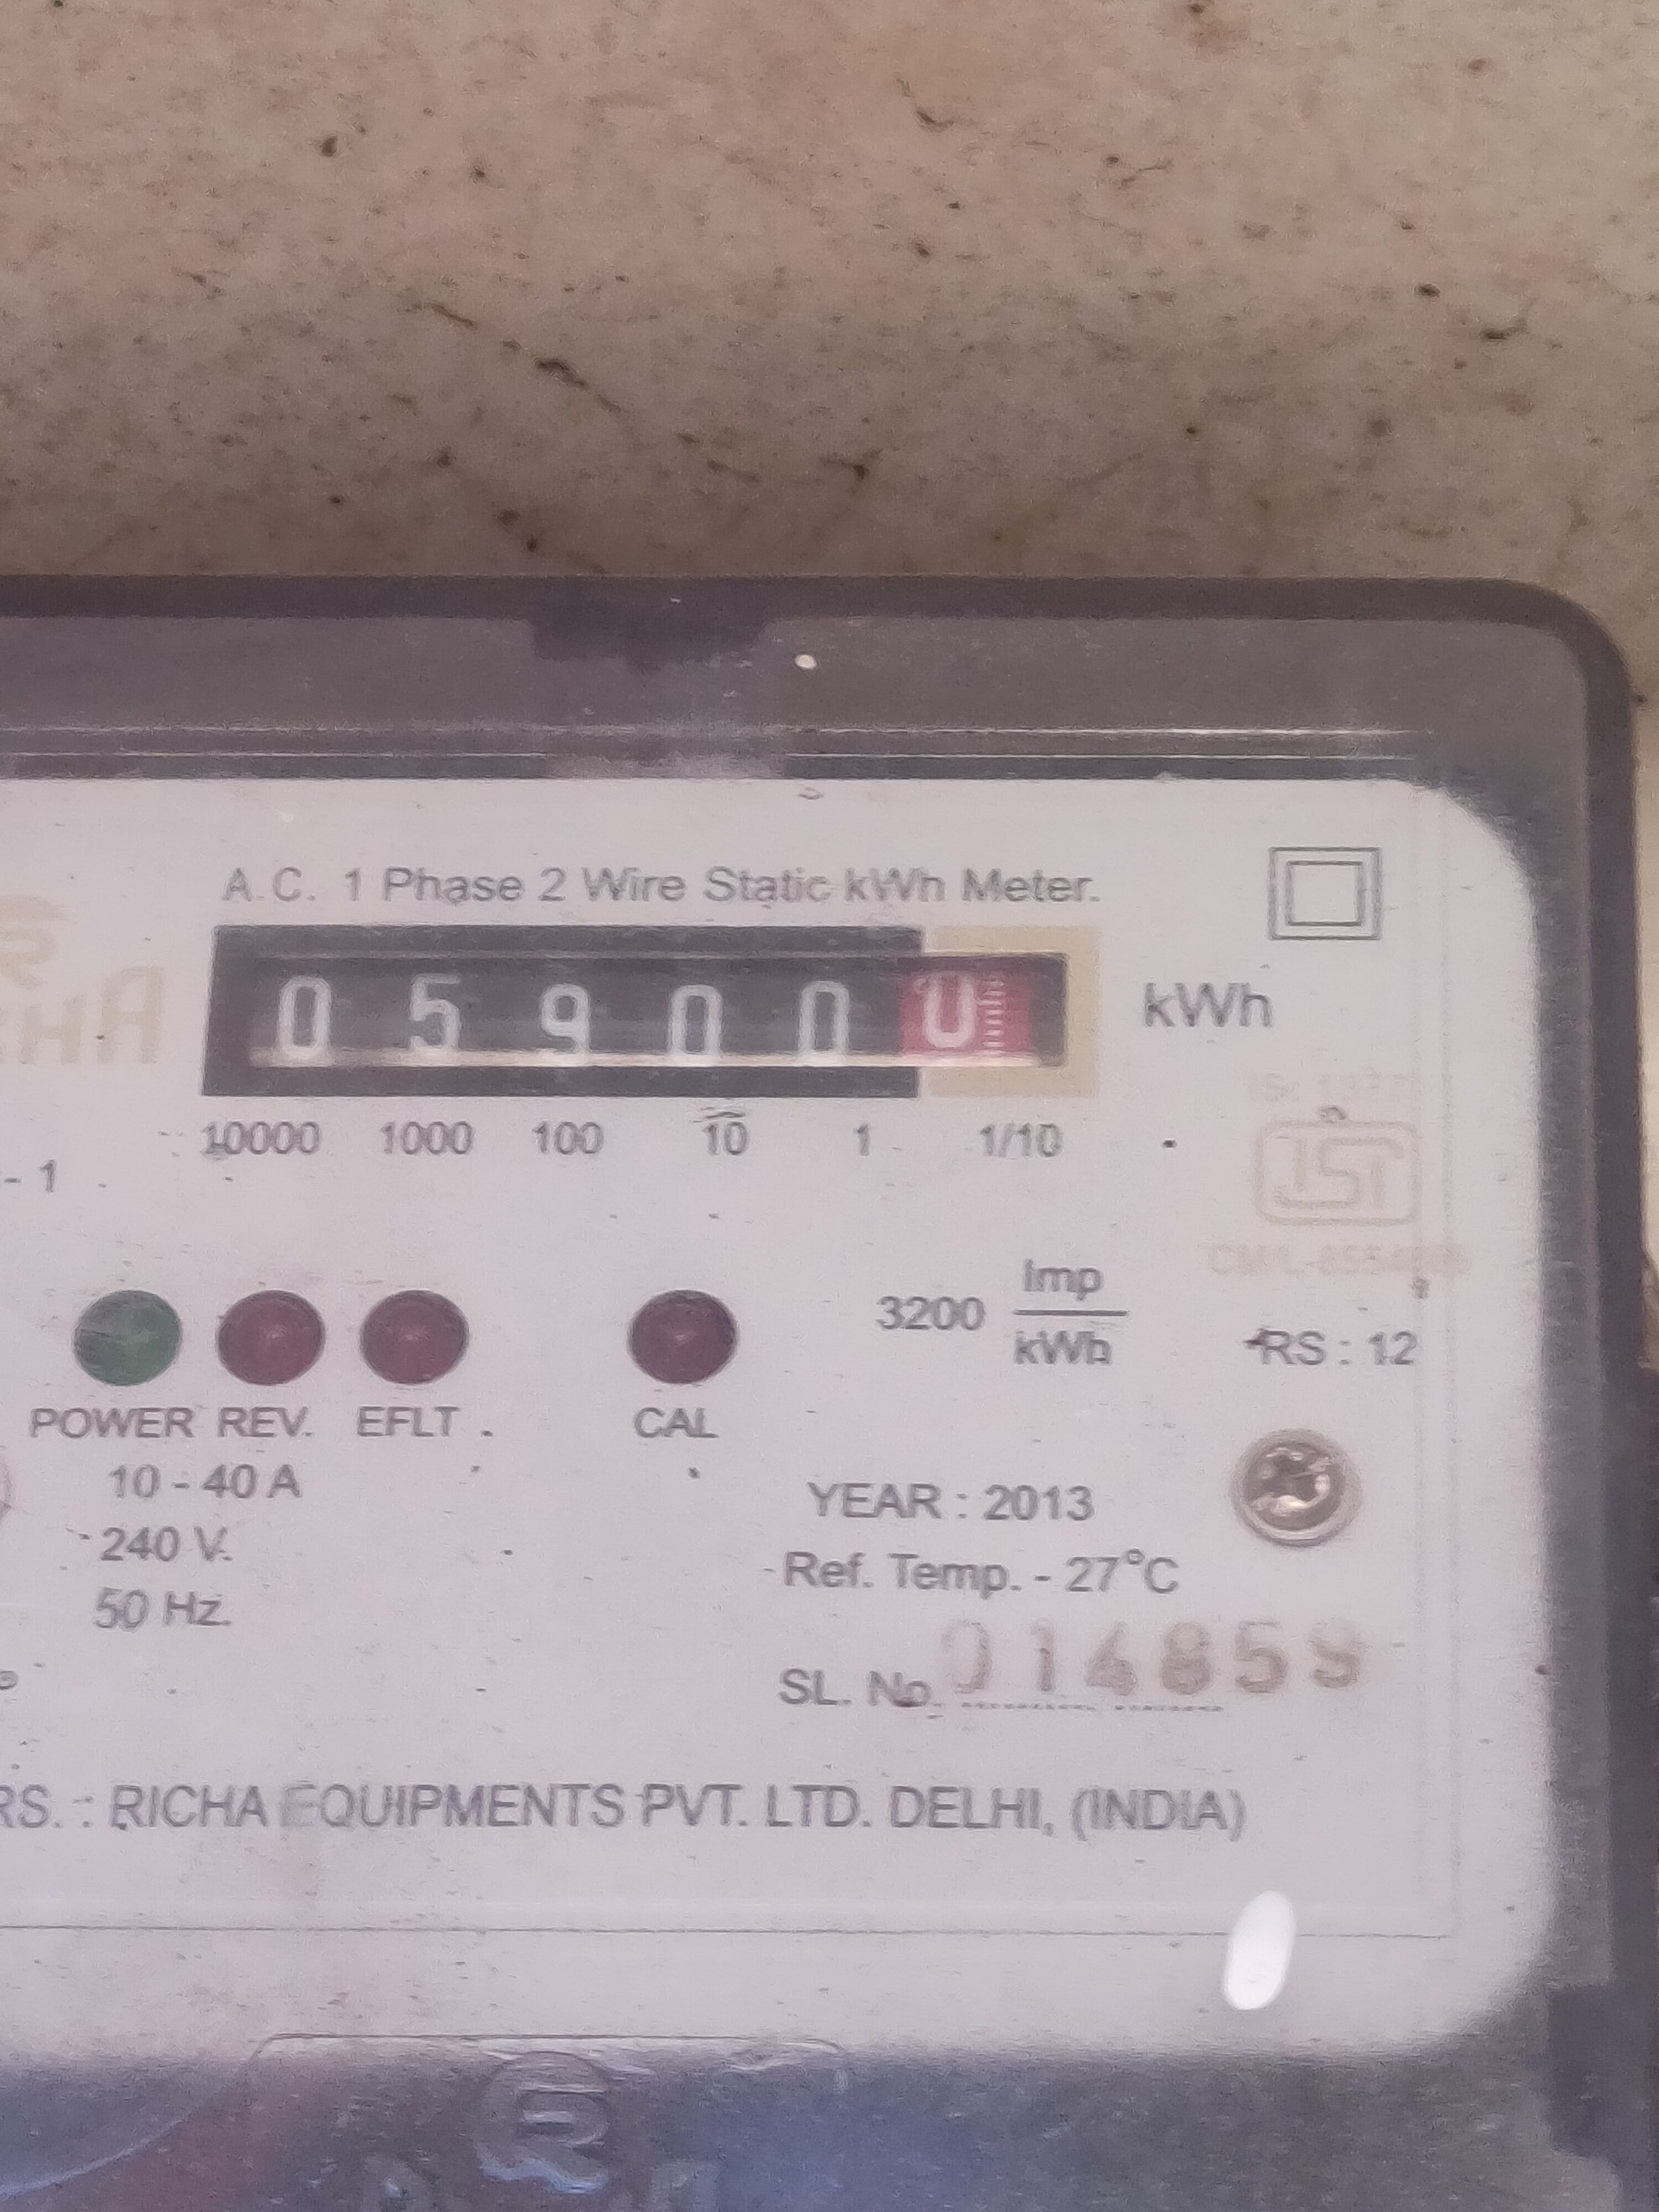 A.C. 1 Phase 2 Wire Static kWh Meter.
0 5 9 0 0 0 kWh
10000 1000 100 10 1 1/10
- 1
ISI
Imp
3200 kWh
RS : 12
POWER REV. EFLT . CAL
10 - 40 A
240 V.
50 Hz.
YEAR : 2013
Ref. Temp. - 27°C
SL. No.
RS. : RICHA EQUIPMENTS PVT. LTD. DELHI, (INDIA)